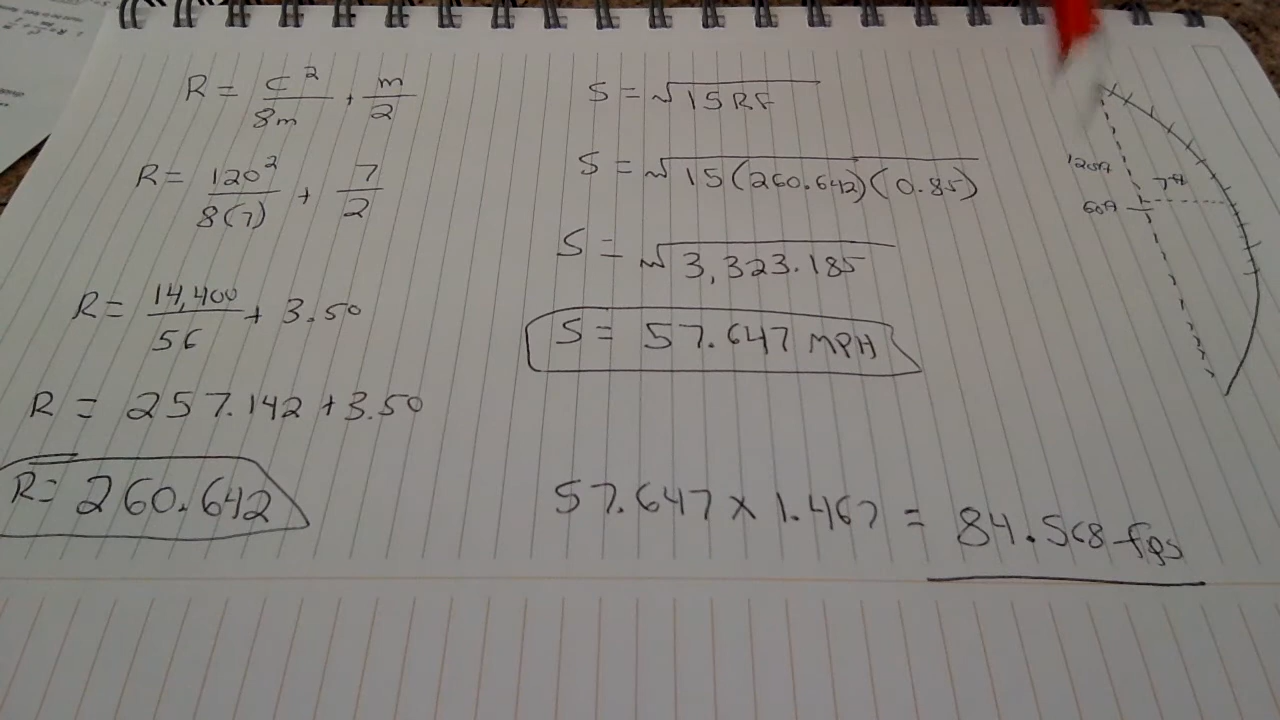 R = C²/8m + m/2
R = 120²/8(7) + 7/2
R = 14,400/56 + 3.50
R = 257.142 + 3.50
R = 260.642
S = √15RF
S = √15(260.642)(0.85)
S = √3,323.185
S = 57.647 MPH
57.647 x 1.467 = 84.568 fps
120ft
7ft
60ft